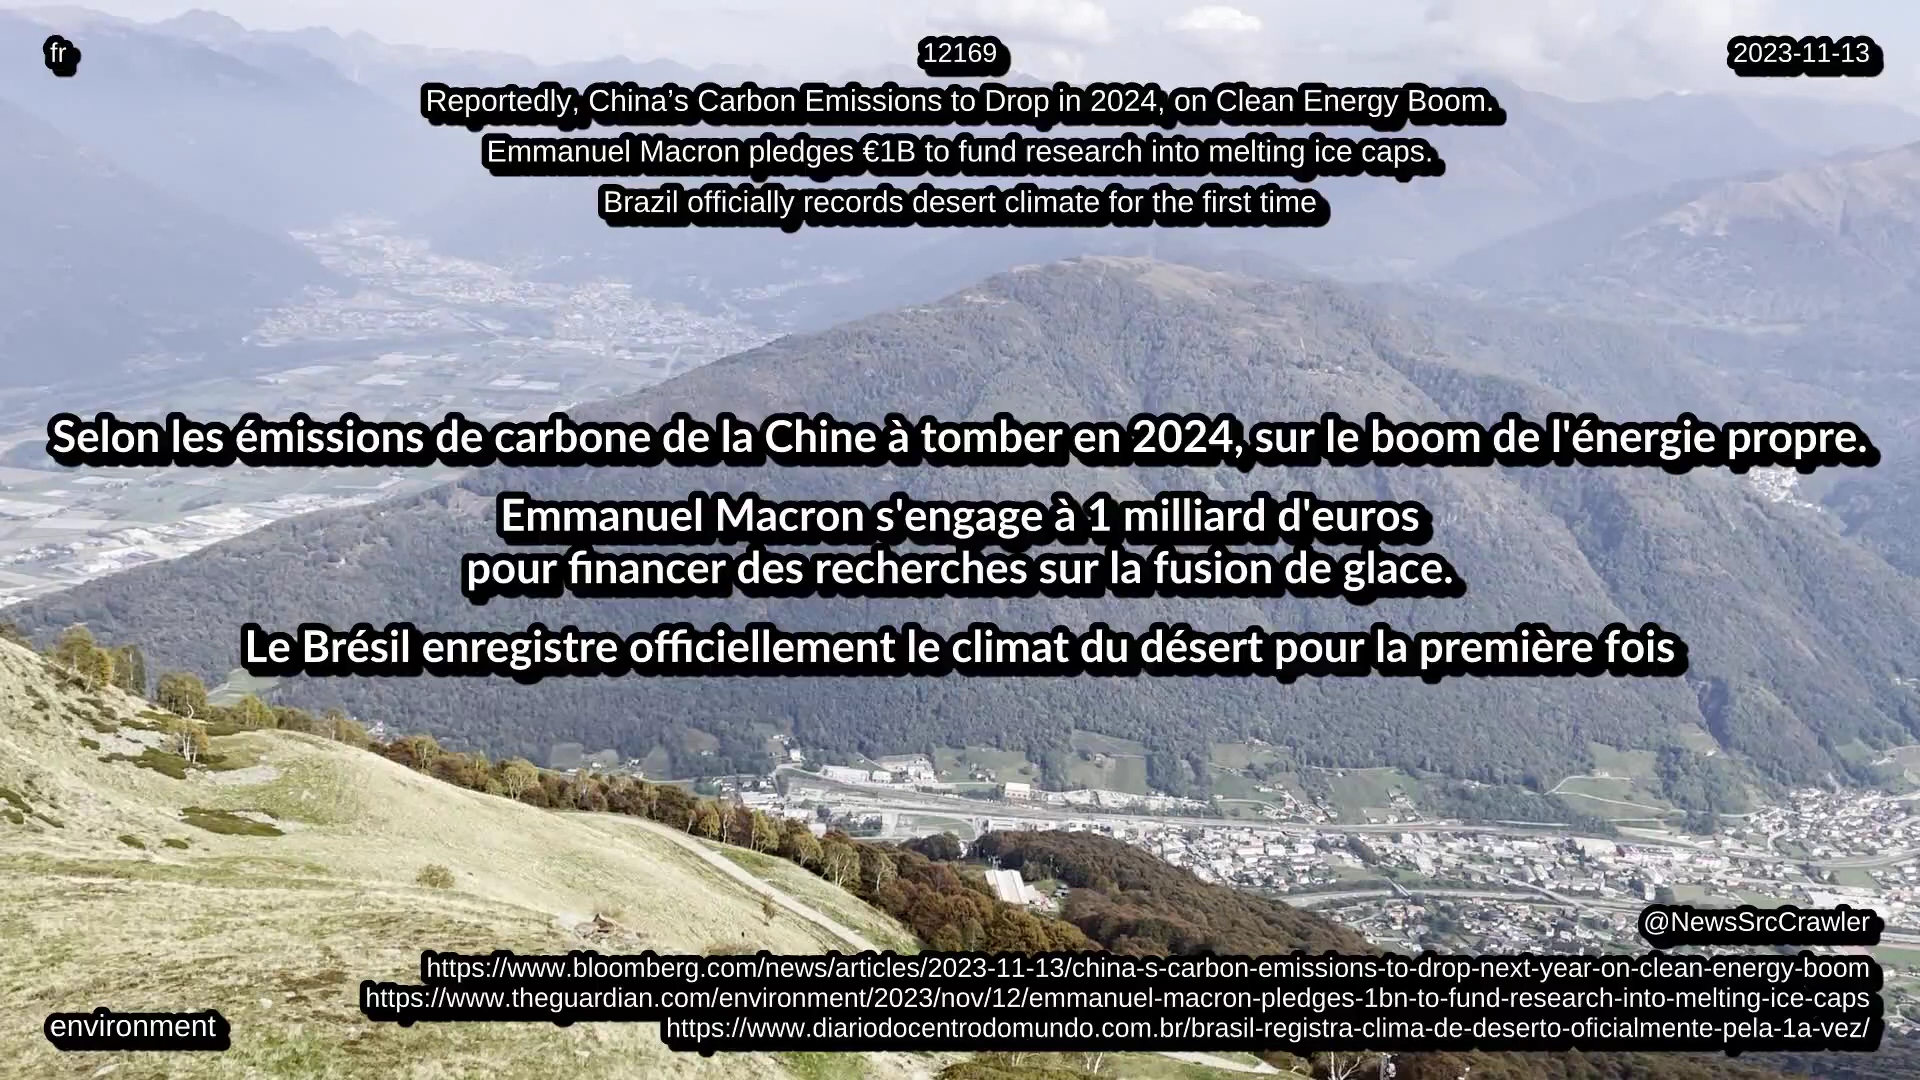 fr
12169
2023-11-13
Reportedly, China’s Carbon Emissions to Drop in 2024, on Clean Energy Boom.
Emmanuel Macron pledges €1B to fund research into melting ice caps.
Brazil officially records desert climate for the first time
Selon les émissions de carbone de la Chine à tomber en 2024, sur le boom de l'énergie propre.
Emmanuel Macron s'engage à 1 milliard d'euros
pour financer des recherches sur la fusion de glace.
Le Brésil enregistre officiellement le climat du désert pour la première fois
@NewsSrcCrawler
https://www.bloomberg.com/news/articles/2023-11-13/china-s-carbon-emissions-to-drop-next-year-on-clean-energy-boom
https://www.theguardian.com/environment/2023/nov/12/emmanuel-macron-pledges-1bn-to-fund-research-into-melting-ice-caps
https://www.diariodocentrodomundo.com.br/brasil-registra-clima-de-deserto-oficialmente-pela-1a-vez/
environment